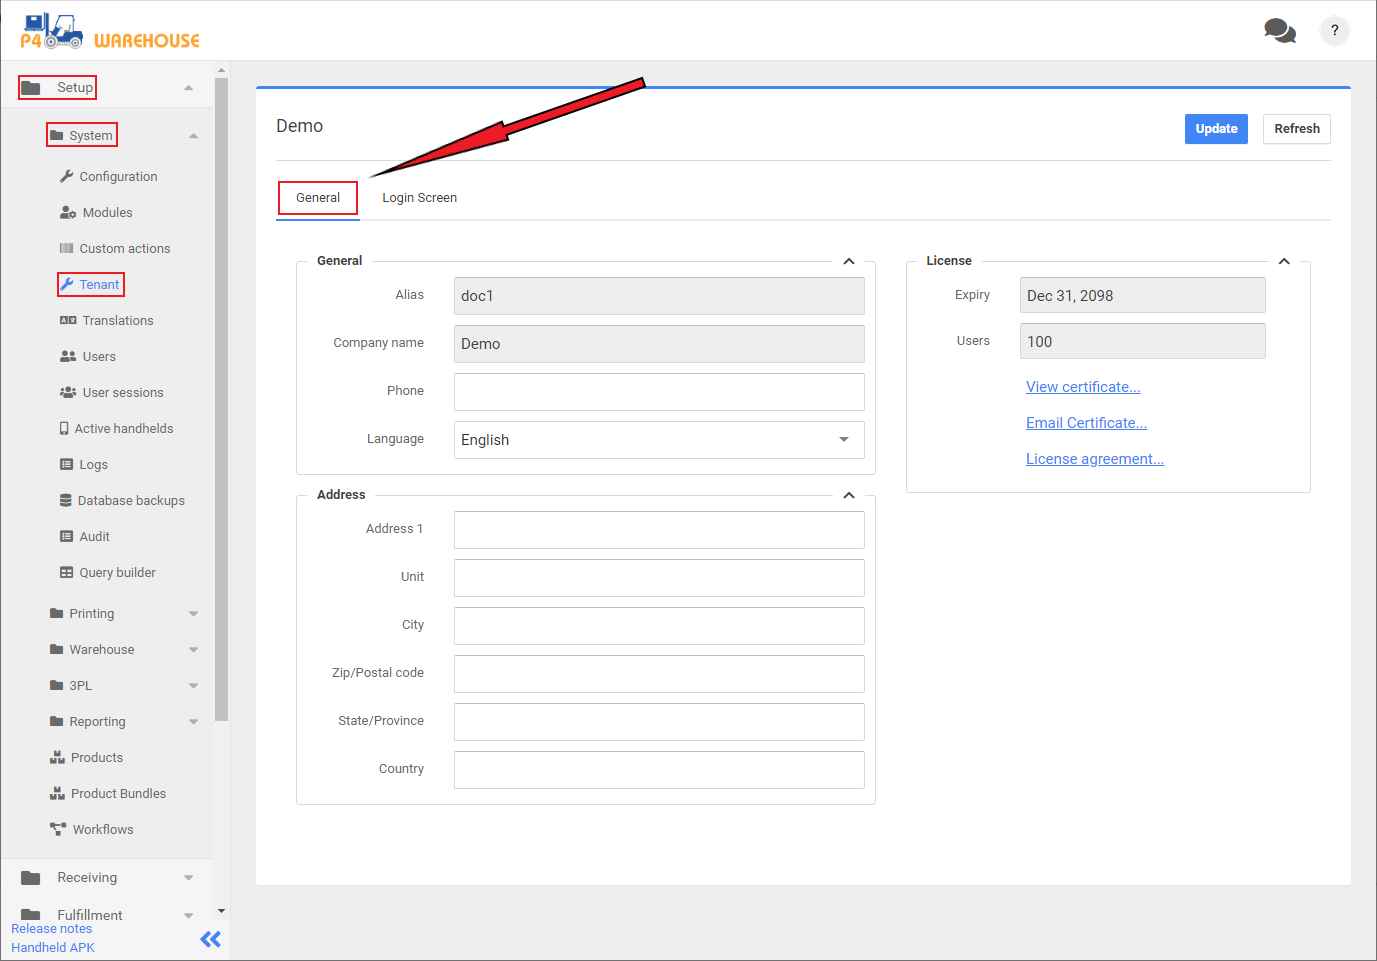 P4 WAREHOUSE
?
Setup
System
Configuration
Modules
Custom actions
Tenant
Translations
Users
User sessions
Active handhelds
Logs
Database backups
Audit
Query builder
Printing
Warehouse
3PL
Reporting
Products
Product Bundles
Workflows
Receiving
Fulfillment
Release notes
Handheld APK
Demo
Update
Refresh
General
Login Screen
General
Alias
doc1
Company name
Demo
Phone
Language
English
Address
Address 1
Unit
City
Zip/Postal code
State/Province
Country
License
Expiry
Dec 31, 2098
Users
100
View certificate...
Email Certificate...
License agreement...